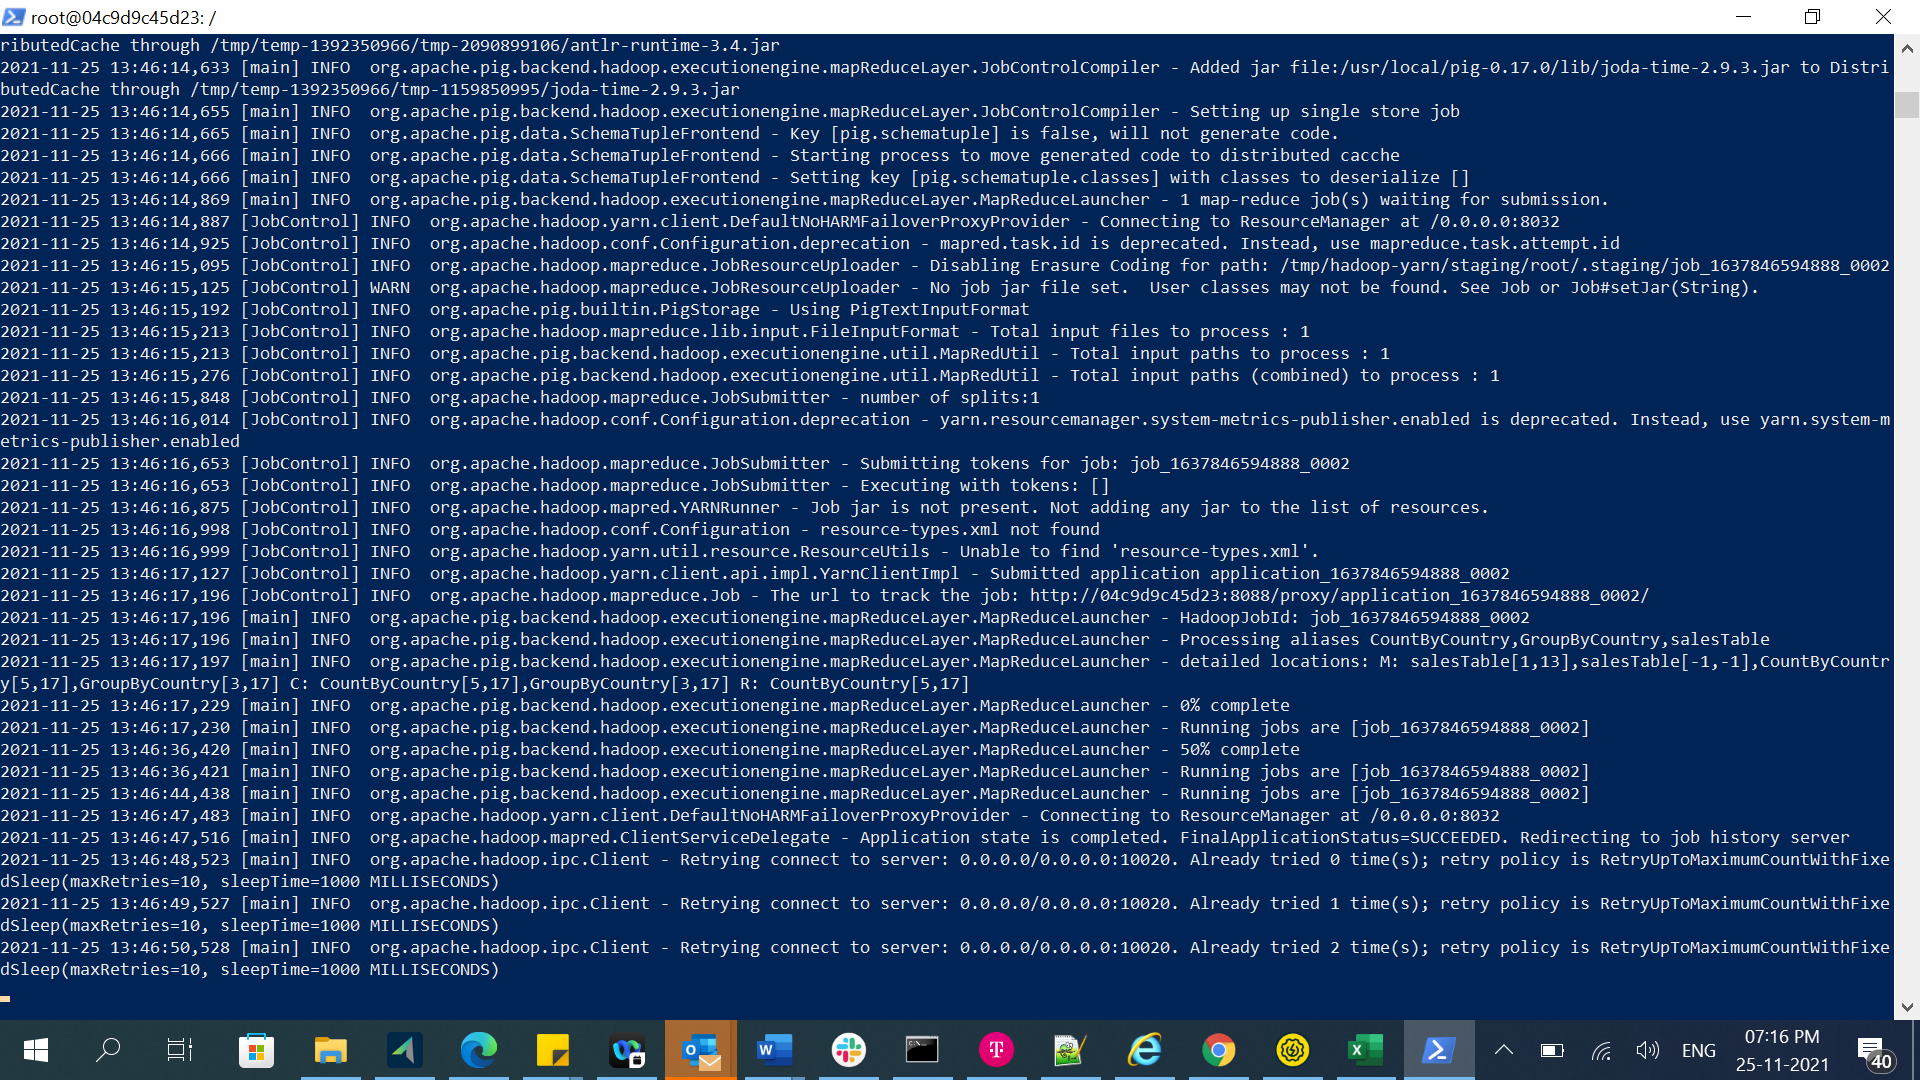 root@04c9d9c45d23: /
ributedCache through /tmp/temp-1392350966/tmp-2090899106/antlr-runtime-3.4.jar
2021-11-25 13:46:14,633 [main] INFO  org.apache.pig.backend.hadoop.executionengine.mapReduceLayer.JobControlCompiler - Added jar file:/usr/local/pig-0.17.0/lib/joda-time-2.9.3.jar to Distri
butedCache through /tmp/temp-1392350966/tmp-1159850995/joda-time-2.9.3.jar
2021-11-25 13:46:14,655 [main] INFO  org.apache.pig.backend.hadoop.executionengine.mapReduceLayer.JobControlCompiler - Setting up single store job
2021-11-25 13:46:14,665 [main] INFO  org.apache.pig.data.SchemaTupleFrontend - Key [pig.schematuple] is false, will not generate code.
2021-11-25 13:46:14,666 [main] INFO  org.apache.pig.data.SchemaTupleFrontend - Starting process to move generated code to distributed cacche
2021-11-25 13:46:14,666 [main] INFO  org.apache.pig.data.SchemaTupleFrontend - Setting key [pig.schematuple.classes] with classes to deserialize []
2021-11-25 13:46:14,869 [main] INFO  org.apache.pig.backend.hadoop.executionengine.mapReduceLayer.MapReduceLauncher - 1 map-reduce job(s) waiting for submission.
2021-11-25 13:46:14,887 [JobControl] INFO  org.apache.hadoop.yarn.client.DefaultNoHARMFailoverProxyProvider - Connecting to ResourceManager at /0.0.0.0:8032
2021-11-25 13:46:14,925 [JobControl] INFO  org.apache.hadoop.conf.Configuration.deprecation - mapred.task.id is deprecated. Instead, use mapreduce.task.attempt.id
2021-11-25 13:46:15,095 [JobControl] INFO  org.apache.hadoop.mapreduce.JobResourceUploader - Disabling Erasure Coding for path: /tmp/hadoop-yarn/staging/root/.staging/job_1637846594888_0002
2021-11-25 13:46:15,125 [JobControl] WARN  org.apache.hadoop.mapreduce.JobResourceUploader - No job jar file set.  User classes may not be found. See Job or Job#setJar(String).
2021-11-25 13:46:15,192 [JobControl] INFO  org.apache.pig.builtin.PigStorage - Using PigTextInputFormat
2021-11-25 13:46:15,213 [JobControl] INFO  org.apache.hadoop.mapreduce.lib.input.FileInputFormat - Total input files to process : 1
2021-11-25 13:46:15,213 [JobControl] INFO  org.apache.pig.backend.hadoop.executionengine.util.MapRedUtil - Total input paths to process : 1
2021-11-25 13:46:15,276 [JobControl] INFO  org.apache.pig.backend.hadoop.executionengine.util.MapRedUtil - Total input paths (combined) to process : 1
2021-11-25 13:46:15,848 [JobControl] INFO  org.apache.hadoop.mapreduce.JobSubmitter - number of splits:1
2021-11-25 13:46:16,014 [JobControl] INFO  org.apache.hadoop.conf.Configuration.deprecation - yarn.resourcemanager.system-metrics-publisher.enabled is deprecated. Instead, use yarn.system-m
etrics-publisher.enabled
2021-11-25 13:46:16,653 [JobControl] INFO  org.apache.hadoop.mapreduce.JobSubmitter - Submitting tokens for job: job_1637846594888_0002
2021-11-25 13:46:16,653 [JobControl] INFO  org.apache.hadoop.mapreduce.JobSubmitter - Executing with tokens: []
2021-11-25 13:46:16,875 [JobControl] INFO  org.apache.hadoop.mapred.YARNRunner - Job jar is not present. Not adding any jar to the list of resources.
2021-11-25 13:46:16,998 [JobControl] INFO  org.apache.hadoop.conf.Configuration - resource-types.xml not found
2021-11-25 13:46:16,999 [JobControl] INFO  org.apache.hadoop.yarn.util.resource.ResourceUtils - Unable to find 'resource-types.xml'.
2021-11-25 13:46:17,127 [JobControl] INFO  org.apache.hadoop.yarn.client.api.impl.YarnClientImpl - Submitted application application_1637846594888_0002
2021-11-25 13:46:17,196 [JobControl] INFO  org.apache.hadoop.mapreduce.Job - The url to track the job: http://04c9d9c45d23:8088/proxy/application_1637846594888_0002/
2021-11-25 13:46:17,196 [main] INFO  org.apache.pig.backend.hadoop.executionengine.mapReduceLayer.MapReduceLauncher - HadoopJobId: job_1637846594888_0002
2021-11-25 13:46:17,196 [main] INFO  org.apache.pig.backend.hadoop.executionengine.mapReduceLayer.MapReduceLauncher - Processing aliases CountByCountry,GroupByCountry,salesTable
2021-11-25 13:46:17,197 [main] INFO  org.apache.pig.backend.hadoop.executionengine.mapReduceLayer.MapReduceLauncher - detailed locations: M: salesTable[1,13],salesTable[-1,-1],CountByCountr
y[5,17],GroupByCountry[3,17] C: CountByCountry[5,17],GroupByCountry[3,17] R: CountByCountry[5,17]
2021-11-25 13:46:17,229 [main] INFO  org.apache.pig.backend.hadoop.executionengine.mapReduceLayer.MapReduceLauncher - 0% complete
2021-11-25 13:46:17,230 [main] INFO  org.apache.pig.backend.hadoop.executionengine.mapReduceLayer.MapReduceLauncher - Running jobs are [job_1637846594888_0002]
2021-11-25 13:46:36,420 [main] INFO  org.apache.pig.backend.hadoop.executionengine.mapReduceLayer.MapReduceLauncher - 50% complete
2021-11-25 13:46:36,421 [main] INFO  org.apache.pig.backend.hadoop.executionengine.mapReduceLayer.MapReduceLauncher - Running jobs are [job_1637846594888_0002]
2021-11-25 13:46:44,438 [main] INFO  org.apache.pig.backend.hadoop.executionengine.mapReduceLayer.MapReduceLauncher - Running jobs are [job_1637846594888_0002]
2021-11-25 13:46:47,483 [main] INFO  org.apache.hadoop.yarn.client.DefaultNoHARMFailoverProxyProvider - Connecting to ResourceManager at /0.0.0.0:8032
2021-11-25 13:46:47,516 [main] INFO  org.apache.hadoop.mapred.ClientServiceDelegate - Application state is completed. FinalApplicationStatus=SUCCEEDED. Redirecting to job history server
2021-11-25 13:46:48,523 [main] INFO  org.apache.hadoop.ipc.Client - Retrying connect to server: 0.0.0.0/0.0.0.0:10020. Already tried 0 time(s); retry policy is RetryUpToMaximumCountWithFixe
dSleep(maxRetries=10, sleepTime=1000 MILLISECONDS)
2021-11-25 13:46:49,527 [main] INFO  org.apache.hadoop.ipc.Client - Retrying connect to server: 0.0.0.0/0.0.0.0:10020. Already tried 1 time(s); retry policy is RetryUpToMaximumCountWithFixe
dSleep(maxRetries=10, sleepTime=1000 MILLISECONDS)
2021-11-25 13:46:50,528 [main] INFO  org.apache.hadoop.ipc.Client - Retrying connect to server: 0.0.0.0/0.0.0.0:10020. Already tried 2 time(s); retry policy is RetryUpToMaximumCountWithFixe
dSleep(maxRetries=10, sleepTime=1000 MILLISECONDS)
ENG
07:16 PM
25-11-2021
40